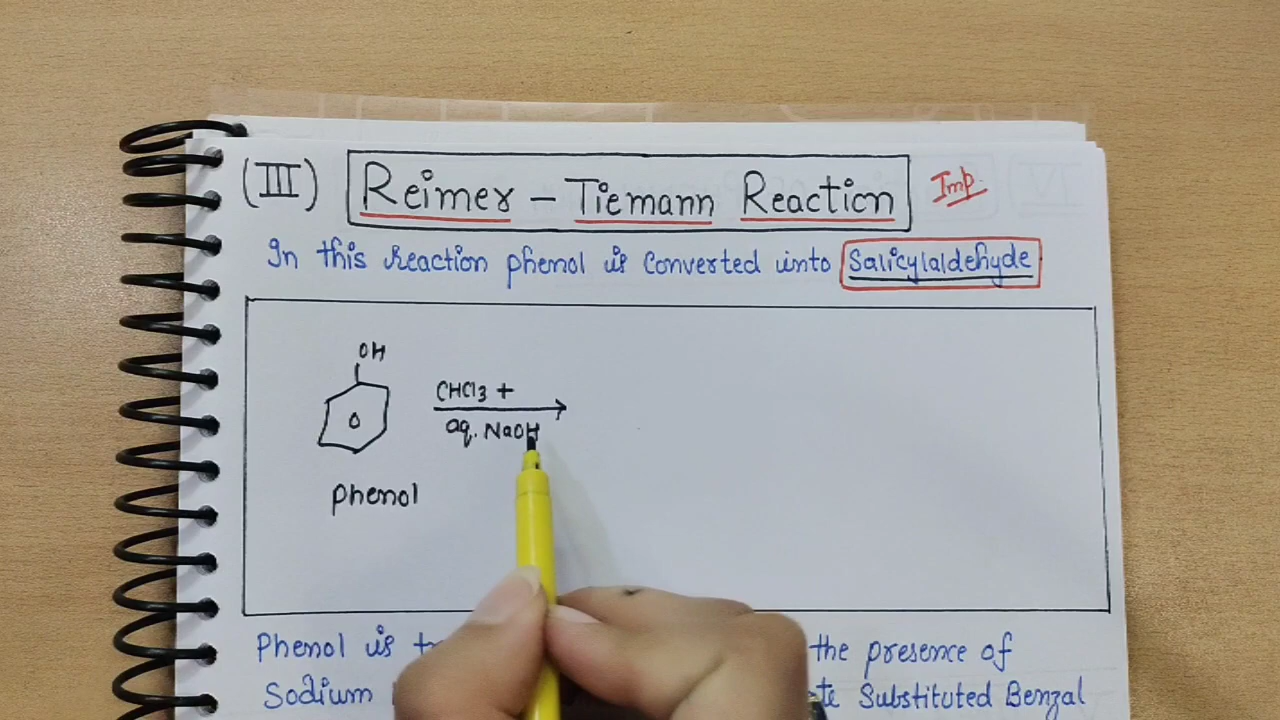 (III) Reimer - Tiemann Reaction Imp.
In this reaction phenol is Converted into Salicylaldehyde
OH
CHCl3 +
aq. NaOH
phenol
Phenol is the presence of
Sodium Substituted Benzal